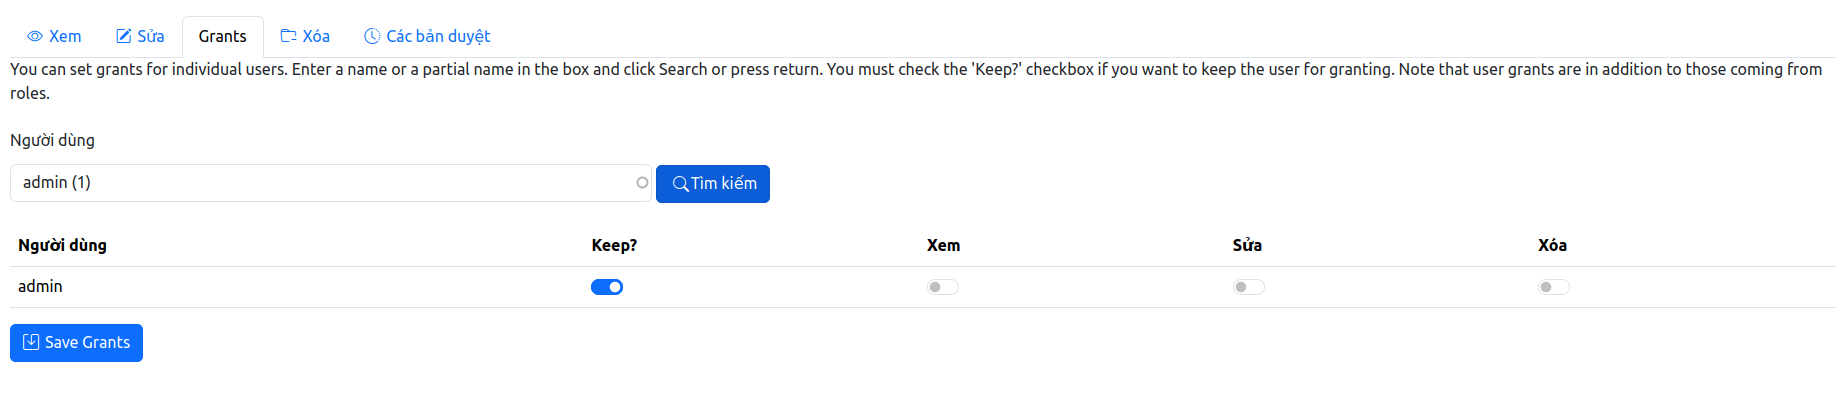 Xem Sửa Grants Xóa Các bản duyệt
You can set grants for individual users. Enter a name or a partial name in the box and click Search or press return. You must check the 'Keep?' checkbox if you want to keep the user for granting. Note that user grants are in addition to those coming from
roles.
Người dùng
admin (1) Tìm kiếm
Người dùng Keep? Xem Sửa Xóa
admin
Save Grants